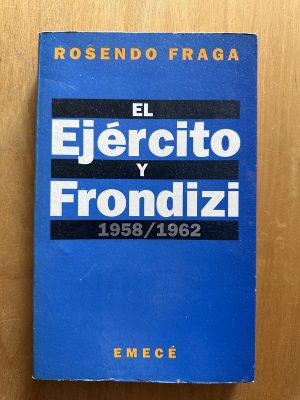 ROSENDO FRAGA
EL
Ejército
Y
Frondizi
1958/1962
EMECÉ